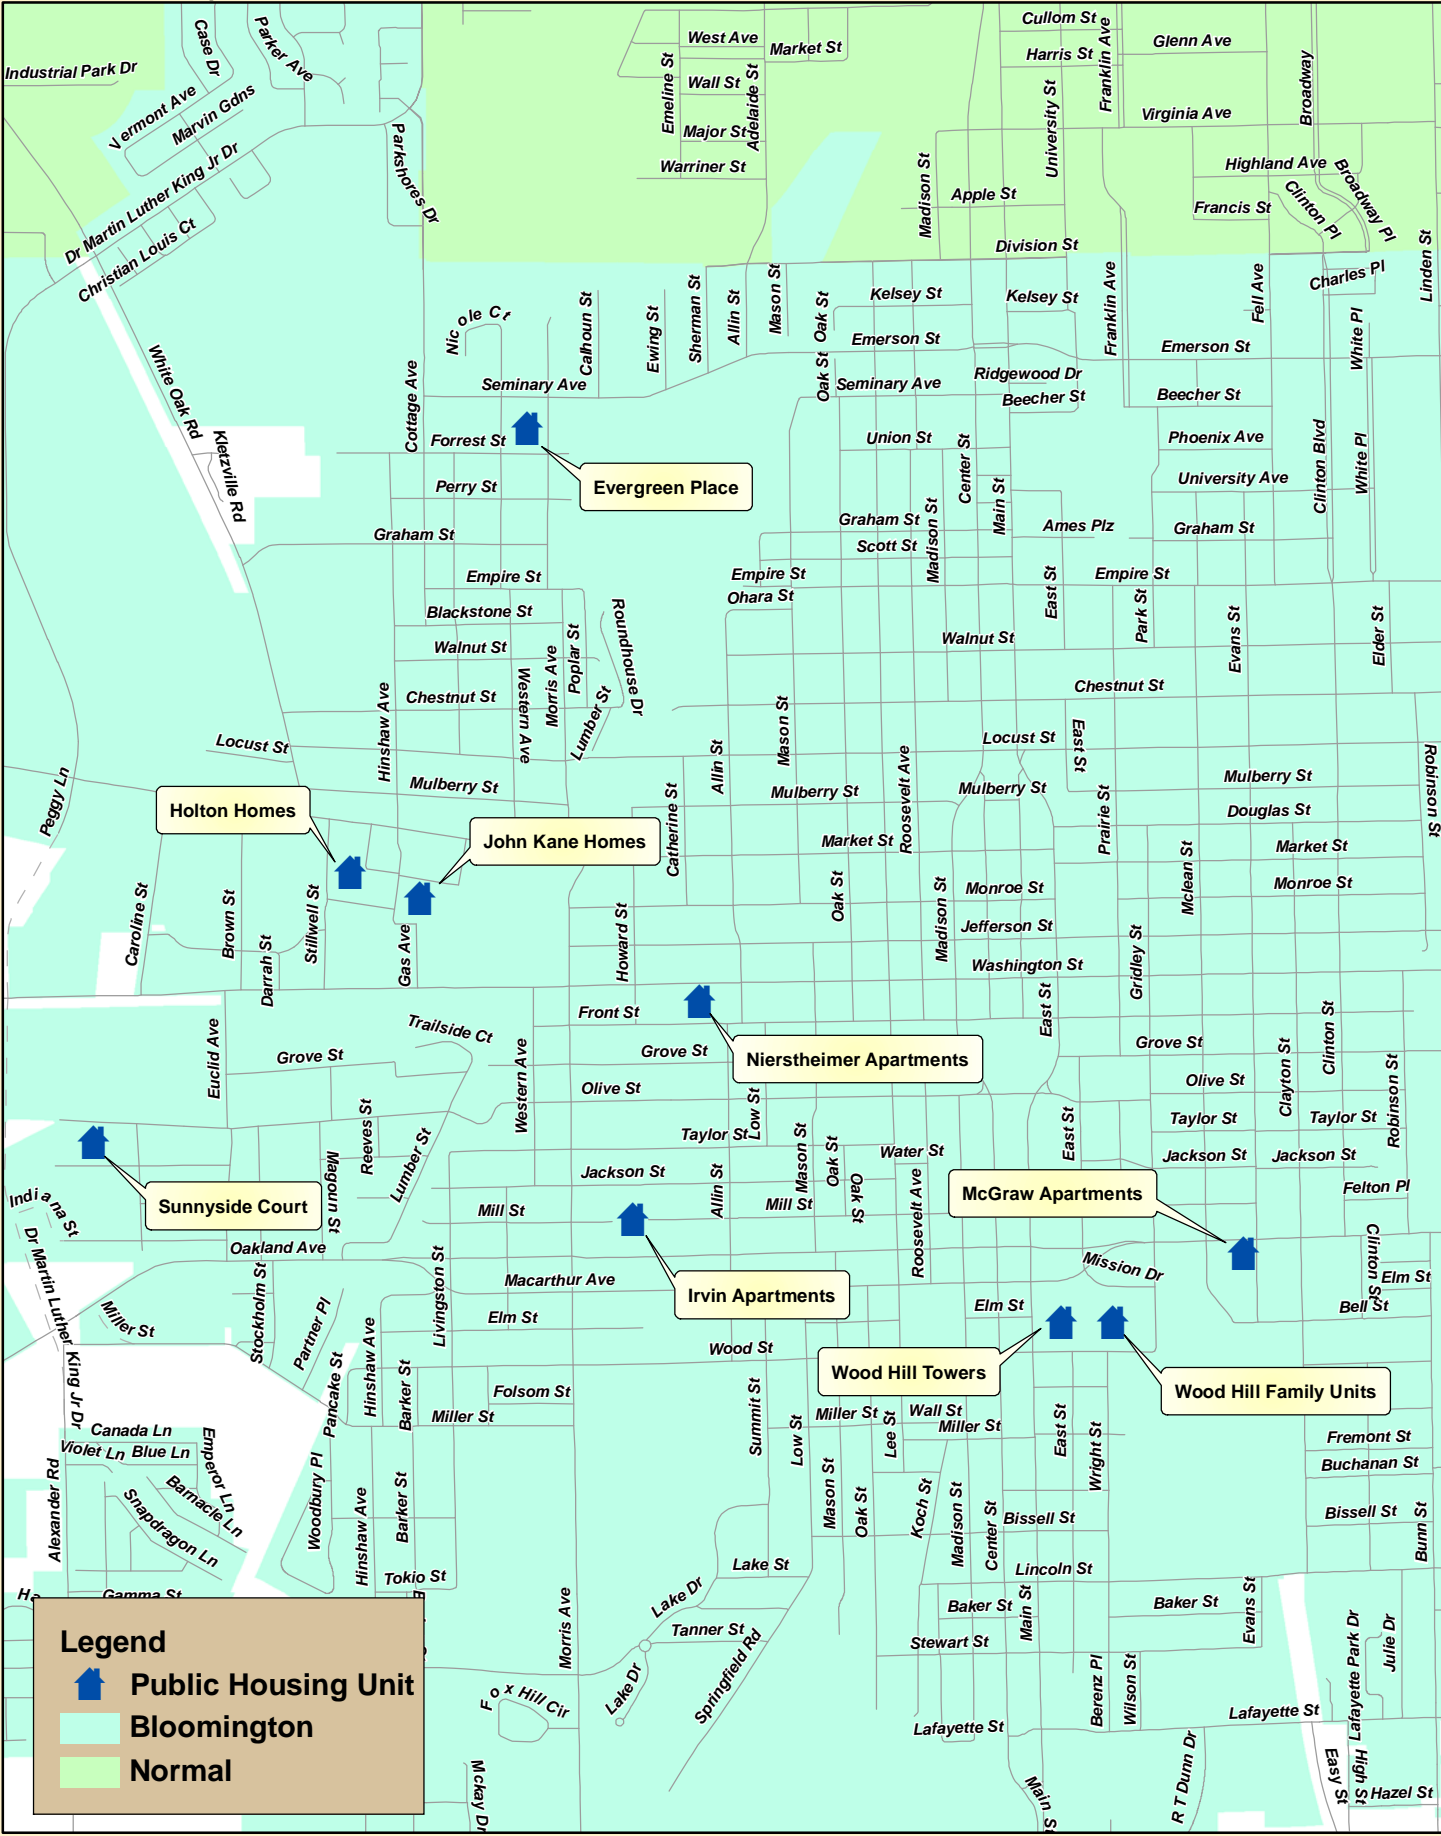 Industrial Park Dr
Case Dr
Parker Ave
Vermont Ave
Marvin Gdns
Dr Martin Luther King Jr Dr
Christian Louis Ct
Parkshores Dr
West Ave
Market St
Emeline St
Wall St
Adelaide St
Major St
Warriner St
Cullom St
Harris St
Franklin Ave
Glenn Ave
Broadway
University St
Virginia Ave
Madison St
Apple St
Highland Ave
Broadway Pl
Clinton Pl
Francis St
Division St
Linden St
Charles Pl
Fell Ave
White Oak Rd
Kletzville Rd
Nicole Ct
Calhoun St
Ewing St
Sherman St
Allin St
Mason St
Oak St
Kelsey St
Kelsey St
Franklin Ave
Emerson St
Emerson St
White Pl
Cottage Ave
Seminary Ave
Oak St
Seminary Ave
Ridgewood Dr
Beecher St
Beecher St
Forrest St
Union St
Center St
Phoenix Ave
Clinton Blvd
White Pl
Evergreen Place
Perry St
University Ave
Main St
Graham St
Graham St
Madison St
Ames Plz
Graham St
Scott St
Empire St
Empire St
Empire St
Ohara St
East St
Park St
Evans St
Elder St
Blackstone St
Roundhouse Dr
Walnut St
Walnut St
Poplar St
Morris Ave
Western Ave
Lumber St
Chestnut St
Chestnut St
Hinshaw Ave
Locust St
Mason St
Allin St
Locust St
East St
Robinson St
Peggy Ln
Mulberry St
Mulberry St
Mulberry St
Mulberry St
Roosevelt Ave
Prairie St
Douglas St
Holton Homes
John Kane Homes
Catherine St
Market St
Market St
Mclean St
Caroline St
Brown St
Darrah St
Stillwell St
Gas Ave
Howard St
Oak St
Madison St
Monroe St
Monroe St
Jefferson St
Washington St
Gridley St
East St
Front St
Trailside Ct
Euclid Ave
Grove St
Western Ave
Grove St
Nierstheimer Apartments
Grove St
Clayton St
Clinton St
Robinson St
Olive St
Olive St
Low St
Taylor St
Taylor St
Taylor St
Reeves St
Lumber St
Magoun St
Sunnyside Court
Indiana St
Jackson St
Mason St
Oak St
Oak St
Water St
East St
Jackson St
Jackson St
McGraw Apartments
Felton Pl
Allin St
Mill St
Mill St
Roosevelt Ave
Dr Martin Luther King Jr Dr
Oakland Ave
Livingston St
Macarthur Ave
Irvin Apartments
Mission Dr
Clinton St
Elm St
Bell St
Stockholm St
Miller St
Partner Pl
Hinshaw Ave
Elm St
Elm St
Wood St
Wood Hill Towers
Wood Hill Family Units
Pancake St
Barker St
Folsom St
Miller St
Summit St
Low St
Miller St
Wall St
Lee St
Miller St
East St
Wright St
Fremont St
Buchanan St
Canada Ln
Violet Ln
Blue Ln
Emperor Ln
Barnacle Ln
Snapdragon Ln
Alexander Rd
Woodbury Pl
Hinshaw Ave
Barker St
Mason St
Oak St
Koch St
Madison St
Center St
Bissell St
Bissell St
Bunn St
Lake St
Lincoln St
Tokio St
Gamma St
Morris Ave
Lake Dr
Tanner St
Springfield Rd
Lake Dr
Fox Hill Cir
Baker St
Main St
Stewart St
Baker St
Evans St
Berenz Pl
Wilson St
Lafayette St
Lafayette St
Lafayette Park Dr
Julie Dr
R T Dunn Dr
Easy St
High St
Hazel St
Main St
Mckay Dr
Legend
Public Housing Unit
Bloomington
Normal